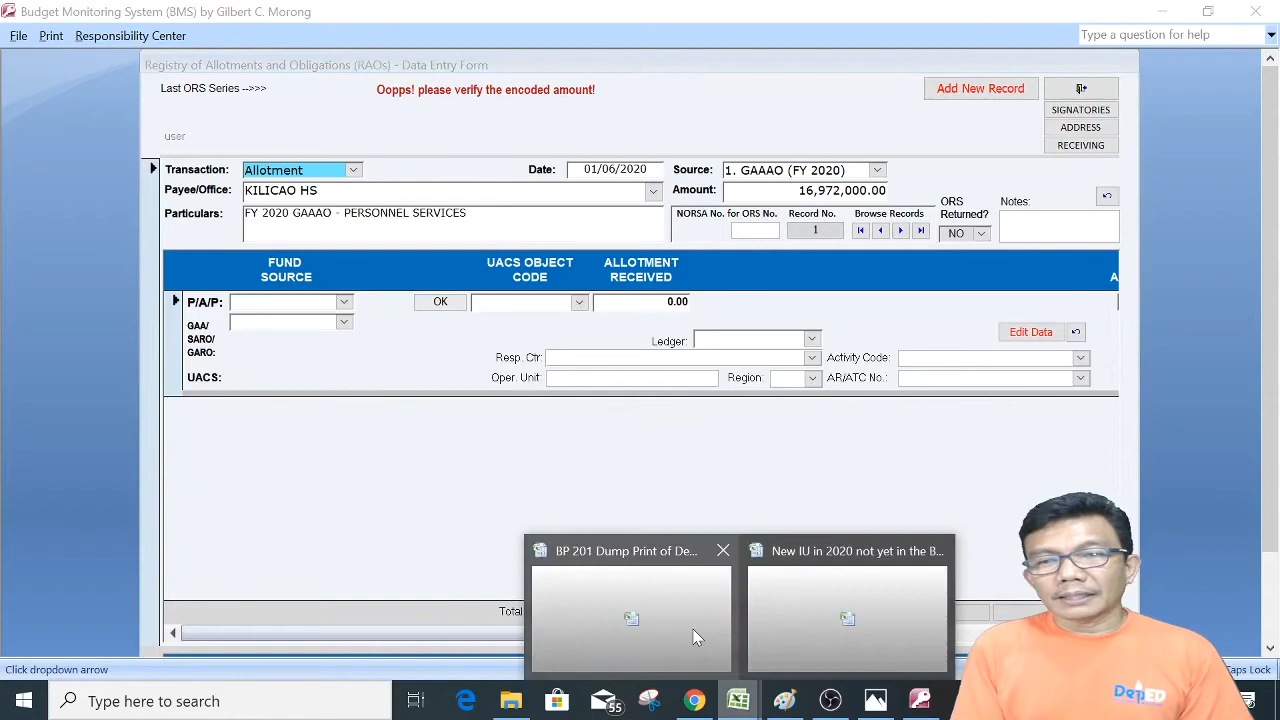 Budget Monitoring System (BMS) by Gilbert C. Morong
File Print Responsibility Center
Type a question for help
Registry of Allotments and Obligations (RAOs) - Data Entry Form
Last ORS Series -->>>
Oopps! please verify the encoded amount!
Add New Record
SIGNATORIES
user
ADDRESS
RECEIVING
Transaction: Allotment Date: 01/06/2020 Source: 1. GAAAO (FY 2020)
Payee/Office: KILICAO HS Amount: 16,972,000.00
Particulars: FY 2020 GAAAO - PERSONNEL SERVICES
NORSA No. for ORS No. Record No. Browse Records
1
ORS Returned?
NO
Notes:
FUND SOURCE
UACS OBJECT CODE
ALLOTMENT RECEIVED
A
P/A/P: OK 0.00
GAA/
SARO/
GARO:
Edit Data
Ledger:
Resp. Ctr: Activity Code:
UACS: Oper. Unit: Region: AR/ATC No.:
BP 201 Dump Print of De...
New IU in 2020 not yet in the B...
Total
Click dropdown arrow
Caps Lock
Type here to search
55
DepED